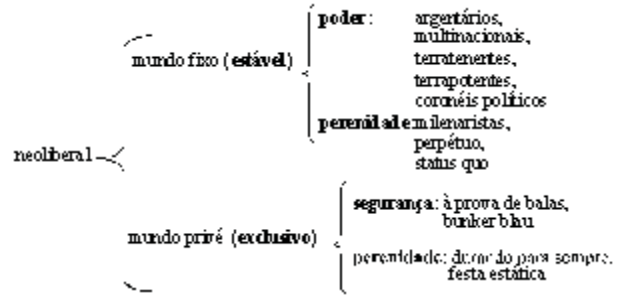 poder: argentários,
multinacionais,
mundo fixo (estável)
terratenentes,
terrapotentes,
coronéis políticos
perenidade: milenaristas,
perpétuo,
neoliberal
status quo
segurança: à prova de balas,
bunker blau
mundo privé (exclusivo)
perenidade: durando para sempre,
festa estática